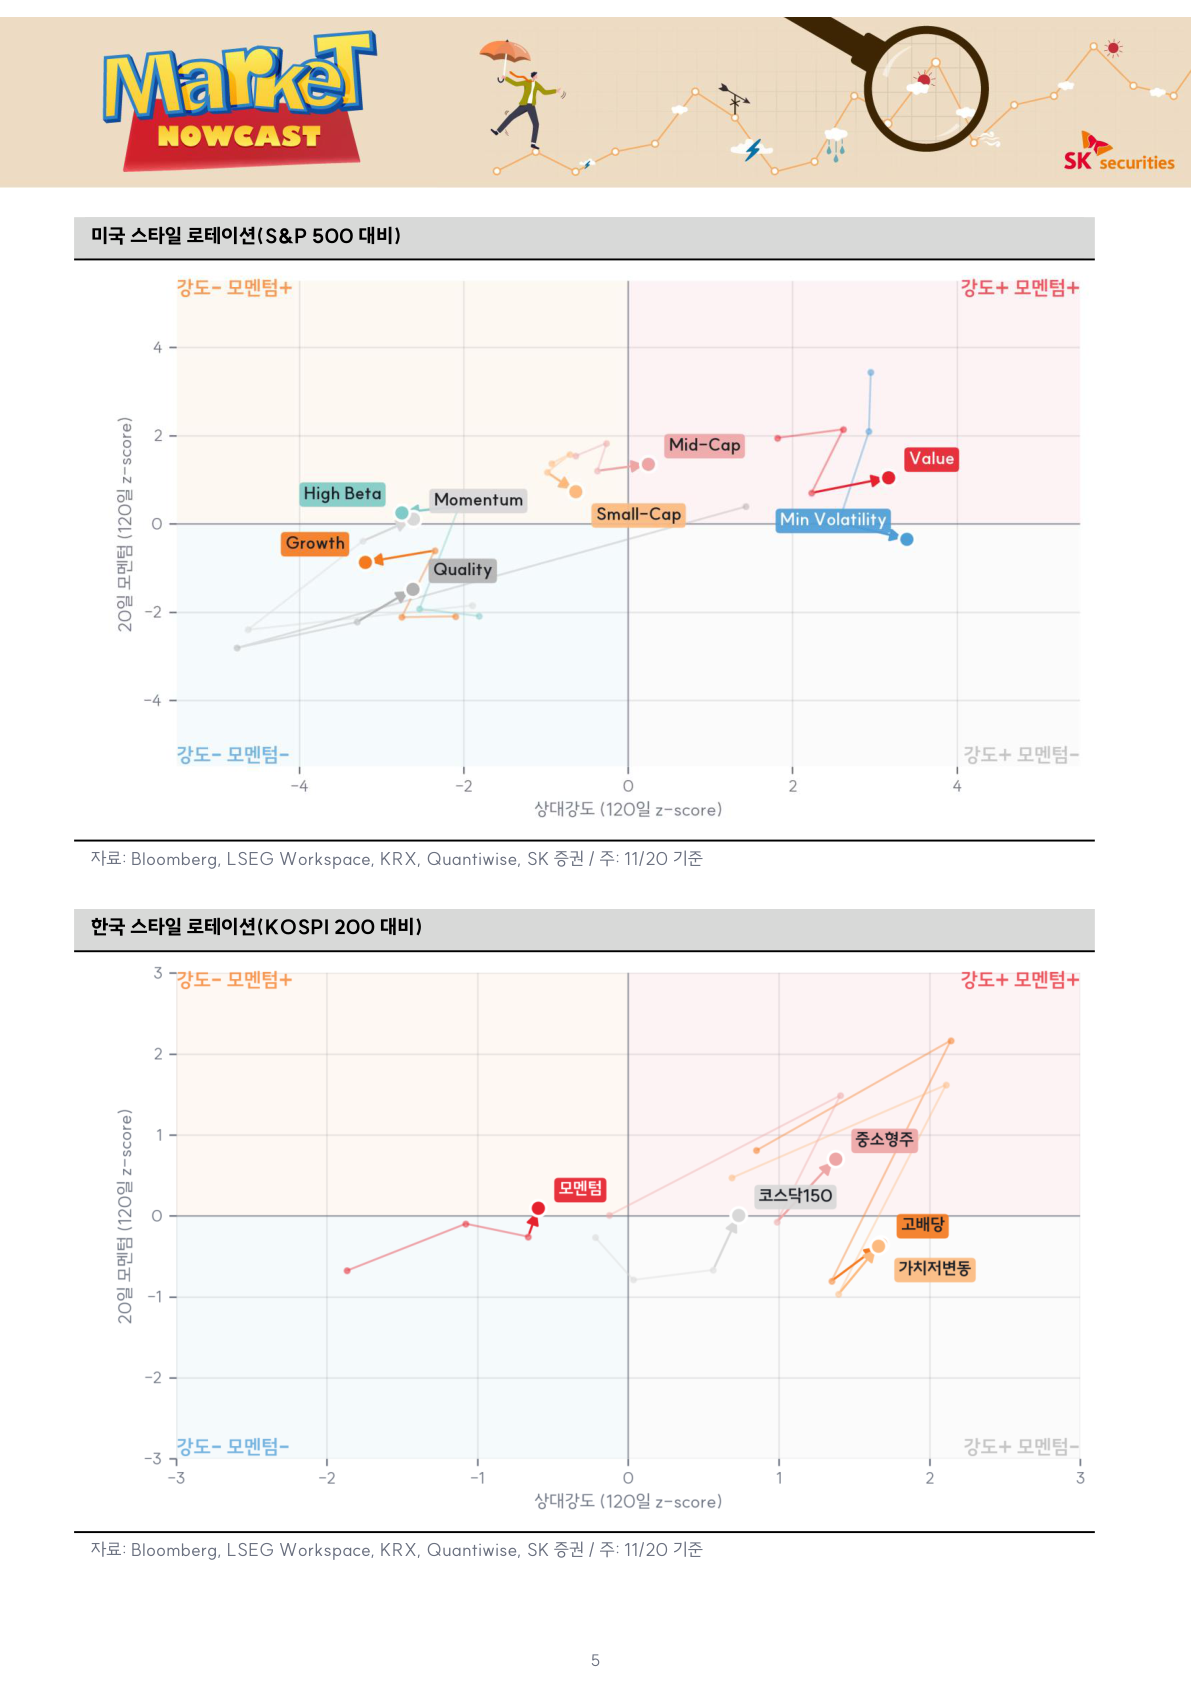 Market
NOWCAST
SK securities
미국 스타일 로테이션(S&P 500 대비)
강도- 모멘텀+
강도+ 모멘텀+
4
2
0
-2
-4
20일 모멘텀 (120일 z-score)
Mid-Cap
Value
High Beta
Momentum
Small-Cap
Min Volatility
Growth
Quality
강도- 모멘텀-
강도+ 모멘텀-
-4
-2
0
2
4
상대강도 (120일 z-score)
자료: Bloomberg, LSEG Workspace, KRX, Quantiwise, SK 증권 / 주: 11/20 기준
한국 스타일 로테이션(KOSPI 200 대비)
강도- 모멘텀+
강도+ 모멘텀+
3
2
1
0
-1
-2
-3
20일 모멘텀 (120일 z-score)
중소형주
모멘텀
코스닥150
고배당
가치저변동
강도- 모멘텀-
강도+ 모멘텀-
-3
-2
-1
0
1
2
3
상대강도 (120일 z-score)
자료: Bloomberg, LSEG Workspace, KRX, Quantiwise, SK 증권 / 주: 11/20 기준
5